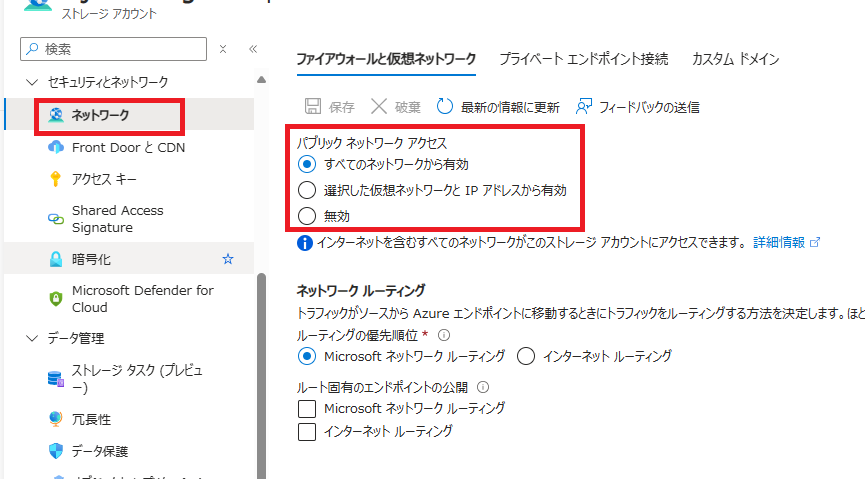 ストレージ アカウント
検索
セキュリティとネットワーク
ネットワーク
Front Door と CDN
アクセス キー
Shared Access
Signature
暗号化
Microsoft Defender for
Cloud
データ管理
ストレージ タスク (プレビュ
ー)
冗長性
データ保護
ファイアウォールと仮想ネットワーク
プライベート エンドポイント接続
カスタム ドメイン
保存
破棄
最新の情報に更新
フィードバックの送信
パブリック ネットワーク アクセス
すべてのネットワークから有効
選択した仮想ネットワークと IP アドレスから有効
無効
インターネットを含むすべてのネットワークがこのストレージ アカウントにアクセスできます。 詳細情報
ネットワーク ルーティング
トラフィックがソースから Azure エンドポイントに移動するときにトラフィックをルーティングする方法を決定します。ほと
ルーティングの優先順位 *
Microsoft ネットワーク ルーティング
インターネット ルーティング
ルート固有のエンドポイントの公開
Microsoft ネットワーク ルーティング
インターネット ルーティング